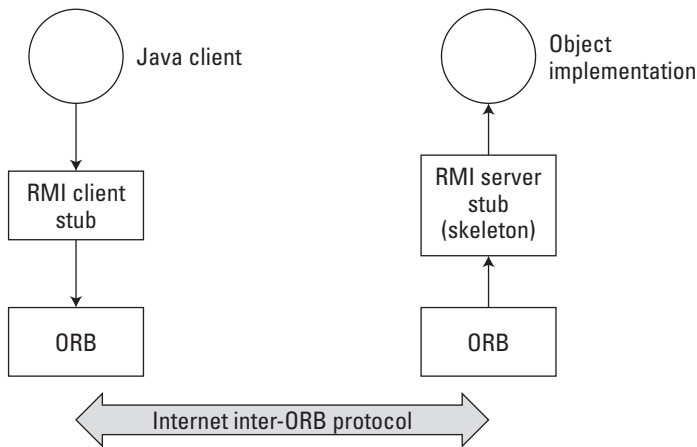 Java client
Object
implementation
RMI client
stub
RMI server
stub
(skeleton)
ORB
ORB
Internet inter-ORB protocol